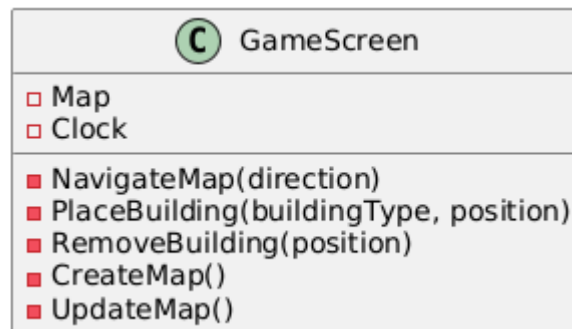 C GameScreen
Map
Clock
NavigateMap(direction)
PlaceBuilding(buildingType, position)
RemoveBuilding(position)
CreateMap()
UpdateMap()